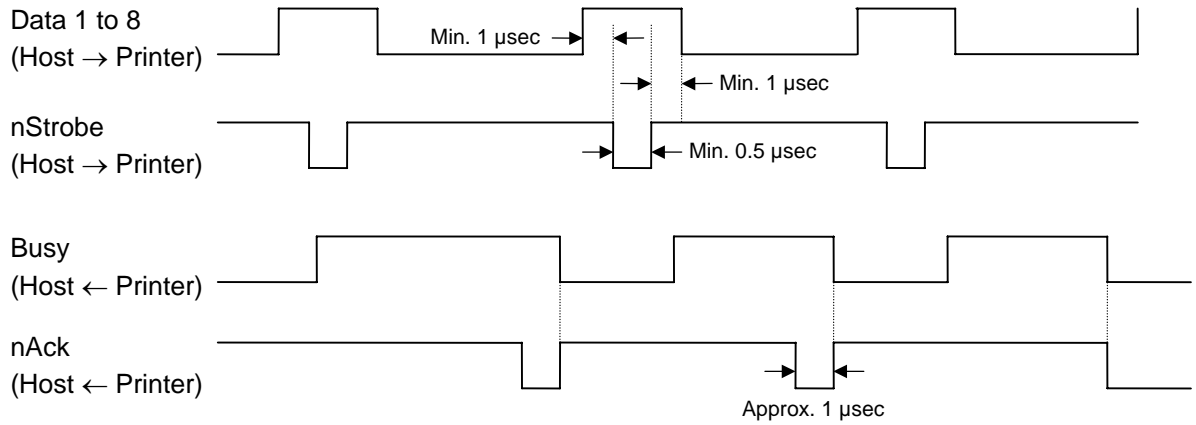 Data 1 to 8
(Host → Printer)
Min. 1 µsec
Min. 1 µsec
nStrobe
(Host → Printer)
Min. 0.5 µsec
Busy
(Host ← Printer)
nAck
(Host ← Printer)
Approx. 1 µsec